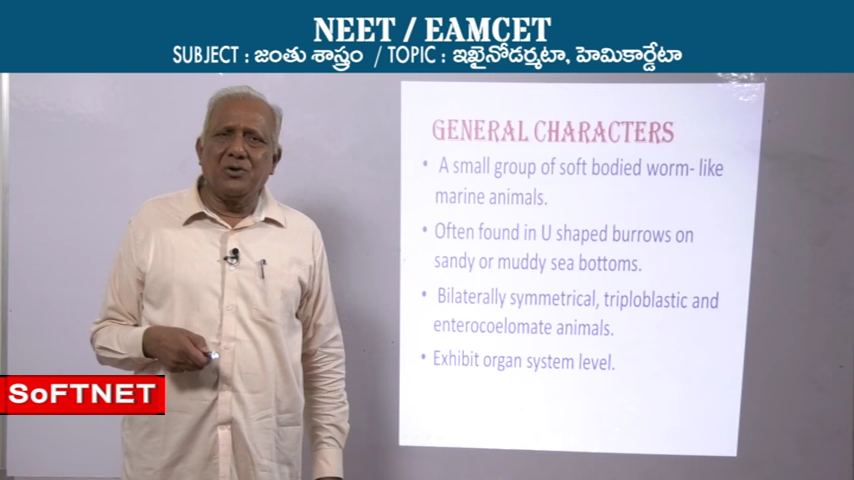 NEET / EAMCET
SUBJECT : జంతు శాస్త్రం / TOPIC : ఇఖైనోడర్మటా, హెమికార్డేటా
GENERAL CHARACTERS
• A small group of soft bodied worm- like
marine animals.
• Often found in U shaped burrows on
sandy or muddy sea bottoms.
• Bilaterally symmetrical, triploblastic and
enterocoelomate animals.
• Exhibit organ system level.
SoFTNET